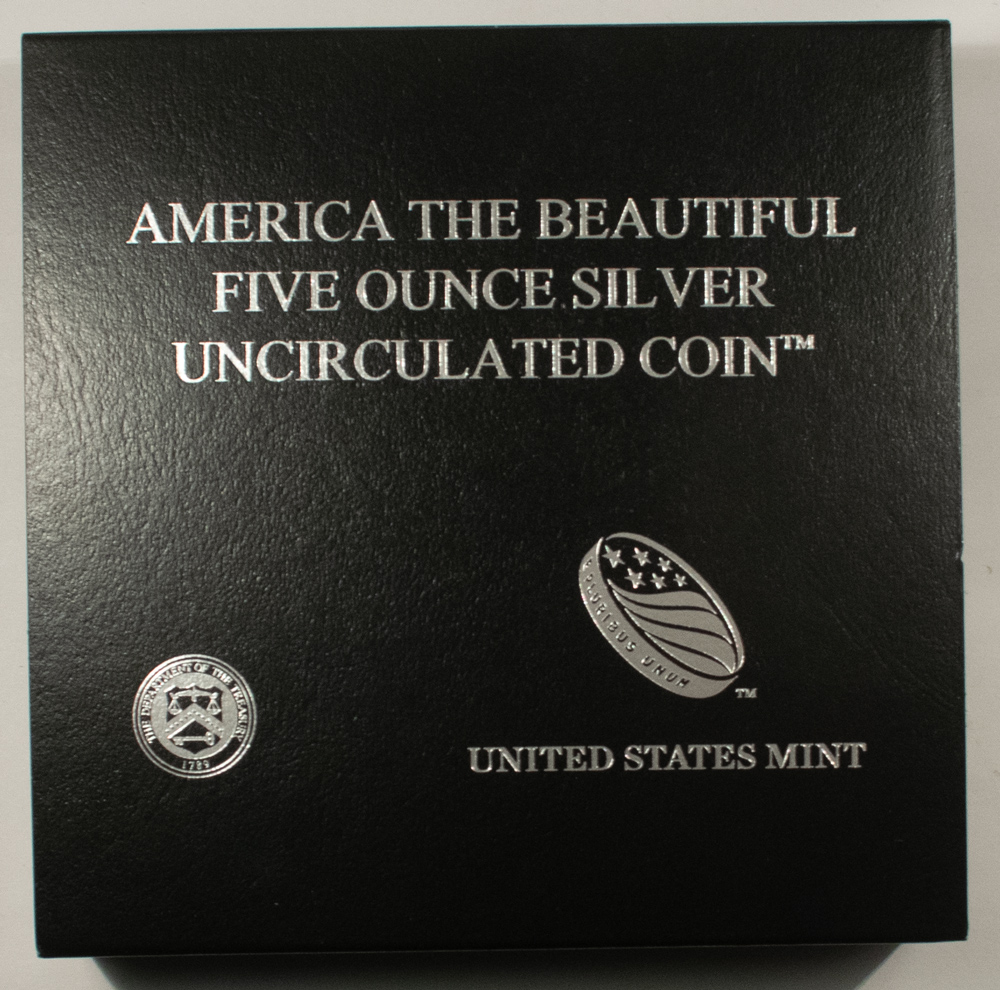 AMERICA THE BEAUTIFUL
FIVE OUNCE SILVER
UNCIRCULATED COIN™
E PLURIBUS UNUM
TM
THE DEPARTMENT OF THE TREASURY
1789
UNITED STATES MINT